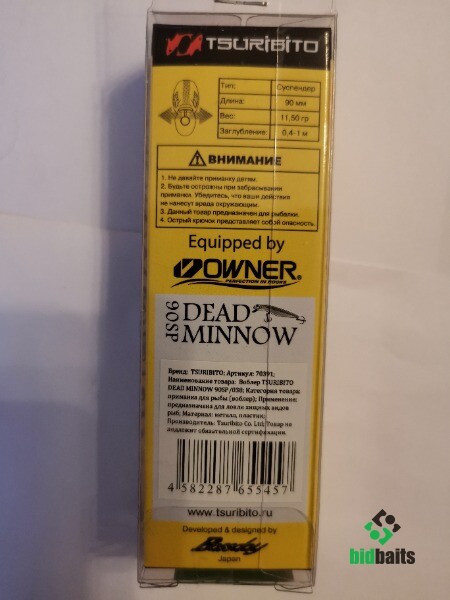 TSURIBITO
Тип: Суспендер
Длина: 90 мм
Вес: 11,50 гр
Заглубление: 0,4-1 м
ВНИМАНИЕ
1. Не давайте приманку детям.
2. Будьте острожны при забрасывании
приманки. Убедитесь, что ваши действия
не нанесут вреда окружающим.
3. Данный товар предназначен для рыбалки.
4. Острый крючок представляет собой опасность.
Equipped by
OWNER®
PERFECTION IN HOOKS
90SP
DEAD
MINNOW
Бренд: TSURIBITO; Артикул: 70391;
Наименование товара: Воблер TSURIBITO
DEAD MINNOW 90SP/038; Категория товара:
приманка для рыбы (воблер); Применение:
предназначена для ловли хищных видов
рыб; Материал: металл, пластик;
Производитель: Tsuribito Co. Ltd; Товар не
подлежит обязательной сертификации.
4 582287 655457
www.tsuribito.ru
Developed & designed by
Japan
bidbaits